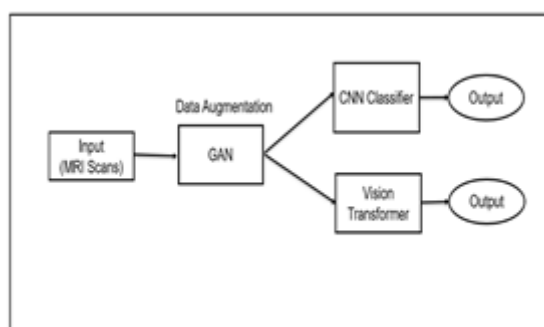 Data Augmentation
Input
(MRI Scans)
GAN
CNN Classifier
Output
Vision
Transformer
Output